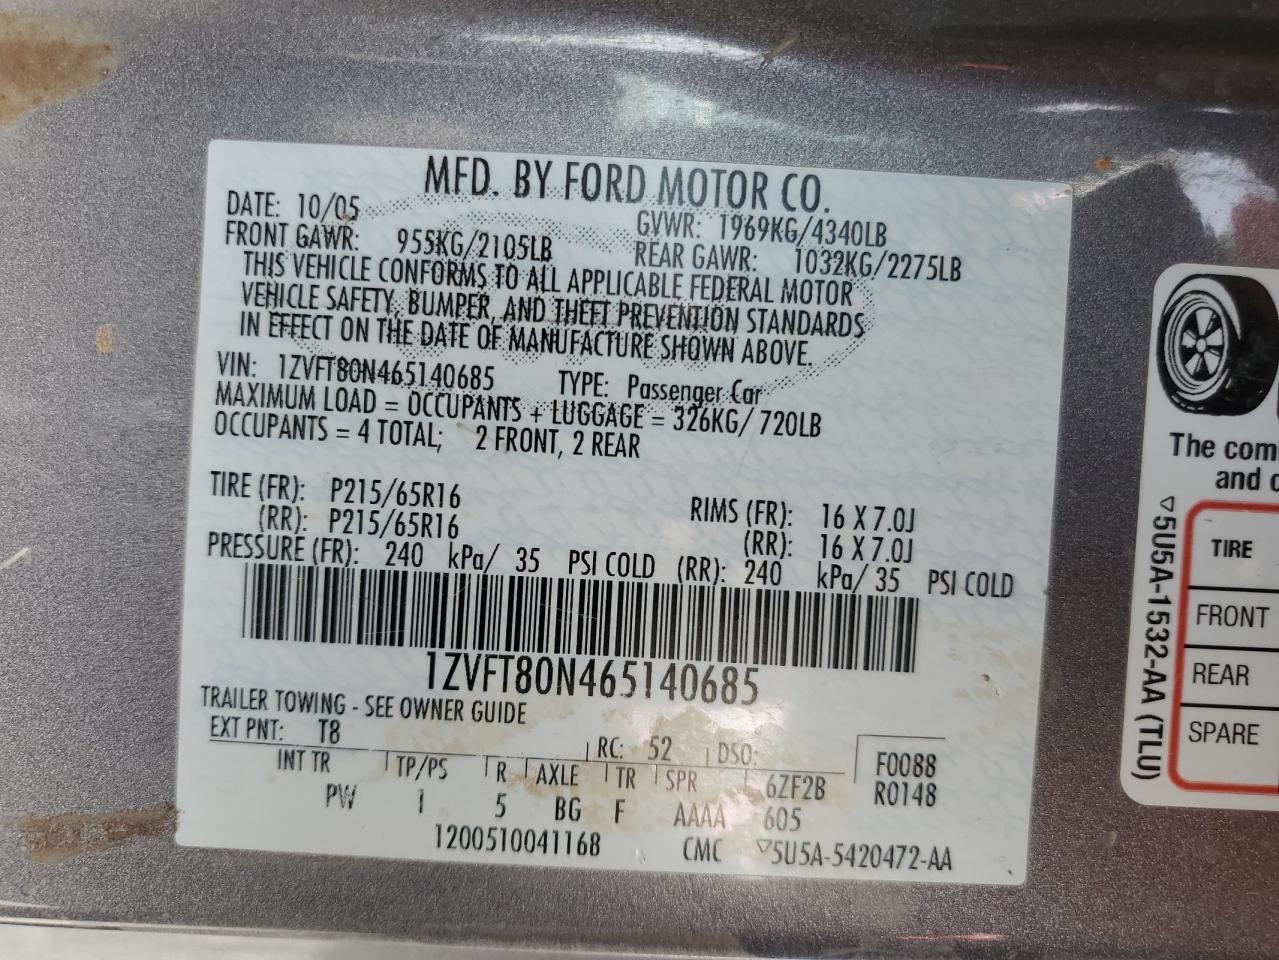 MFD. BY FORD MOTOR CO.
DATE: 10/05 GVWR: 1969KG/4340LB
FRONT GAWR: 955KG/2105LB REAR GAWR: 1032KG/2275LB
THIS VEHICLE CONFORMS TO ALL APPLICABLE FEDERAL MOTOR
VEHICLE SAFETY, BUMPER, AND THEFT PREVENTION STANDARDS
IN EFFECT ON THE DATE OF MANUFACTURE SHOWN ABOVE.
VIN: 1ZVFT80N465140685 TYPE: Passenger Car
MAXIMUM LOAD = OCCUPANTS + LUGGAGE = 326KG/ 720LB
OCCUPANTS = 4 TOTAL; 2 FRONT, 2 REAR
TIRE (FR): P215/65R16 RIMS (FR): 16 X 7.0J
(RR): P215/65R16 (RR): 16 X 7.0J
PRESSURE (FR): 240 kPa/ 35 PSI COLD (RR): 240 kPa/ 35 PSI COLD
1ZVFT80N465140685
TRAILER TOWING - SEE OWNER GUIDE
EXT PNT: T8 RC: 52 DSO: F0088
INT TR TP/PS R AXLE TR SPR 6ZF2B R0148
PW 1 5 BG F AAAA 605
1200510041168 CMC 5U5A-5420472-AA
The com
and
5U5A-1532-AA (TLU)
TIRE
FRONT
REAR
SPARE